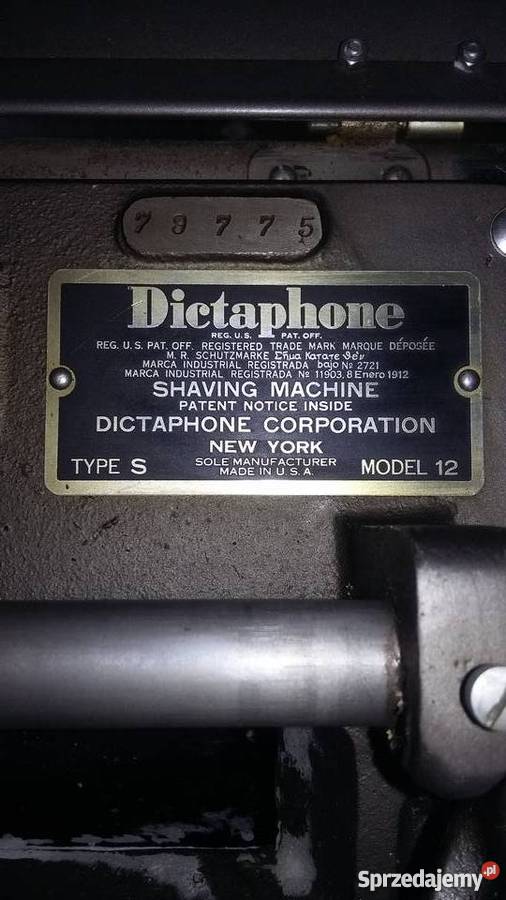 79775
Dictaphone
REG. U.S. PAT. OFF.
REG. U.S. PAT. OFF. REGISTERED TRADE MARK MARQUE DÉPOSÉE
M. R. SCHUTZMARKE Σῆμα Κατατεθέν
MARCA INDUSTRIAL REGISTRADA bajo No 2721
MARCA INDUSTRIAL REGISTRADA No 11903, 8 Enero 1912
SHAVING MACHINE
PATENT NOTICE INSIDE
DICTAPHONE CORPORATION
NEW YORK
TYPE S SOLE MANUFACTURER MODEL 12
MADE IN U.S.A.
Sprzedajemy.pl